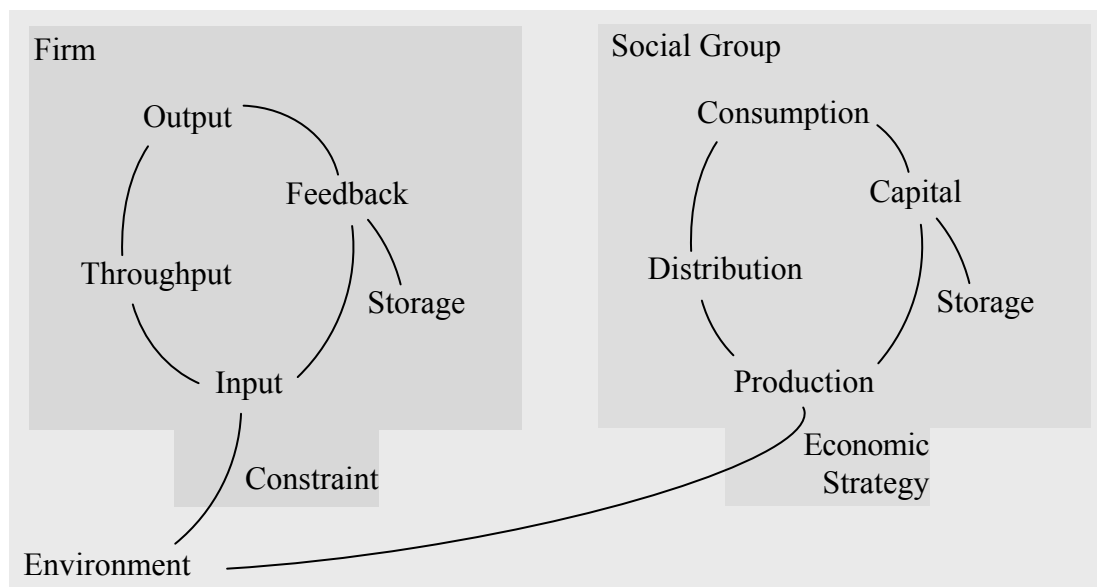 Firm
Output
Feedback
Throughput
Storage
Input
Constraint
Environment
Social Group
Consumption
Capital
Distribution
Storage
Production
Economic
Strategy